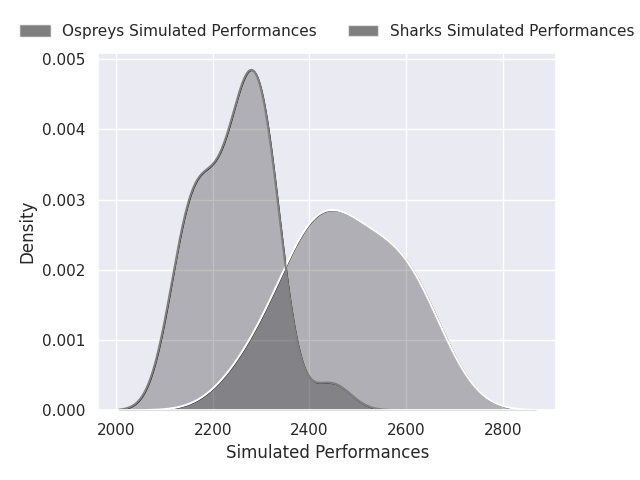 Ospreys Simulated Performances Sharks Simulated Performances
0.005
0.004
0.003
0.002
0.001
0.000
Density
2000 2200 2400 2600 2800
Simulated Performances